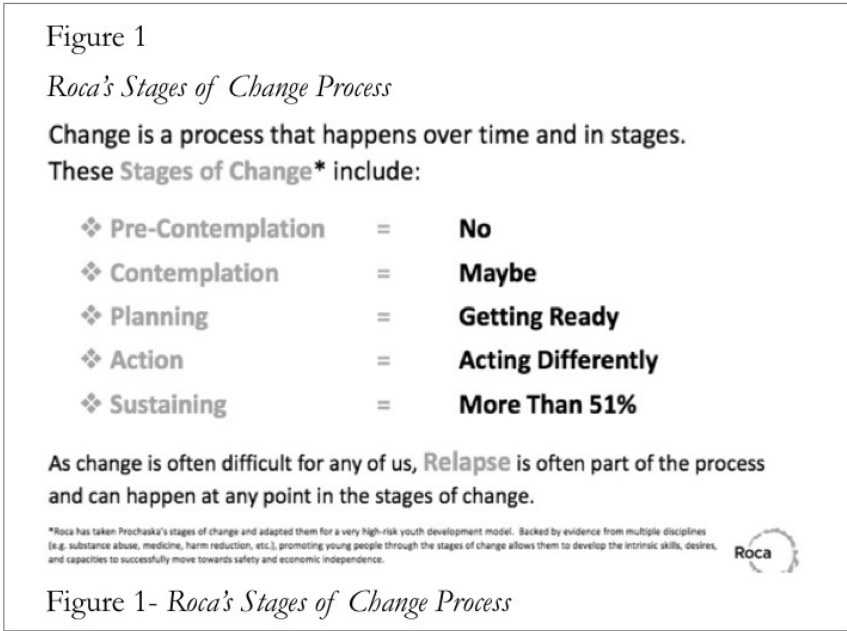 Figure 1
Roca's Stages of Change Process
Change is a process that happens over time and in stages.
These Stages of Change* include:
❖ Pre-Contemplation = No
❖ Contemplation = Maybe
❖ Planning = Getting Ready
❖ Action = Acting Differently
❖ Sustaining = More Than 51%
As change is often difficult for any of us, Relapse is often part of the process
and can happen at any point in the stages of change.
*Roca has taken Prochaska's stages of change and adapted them for a very high-risk youth development model. Backed by evidence from multiple disciplines
(e.g. substance abuse, medicine, harm reduction, etc.), promoting young people through the stages of change allows them to develop the intrinsic skills, desires,
and capacities to successfully move towards safety and economic independence.
Roca
Figure 1- Roca's Stages of Change Process